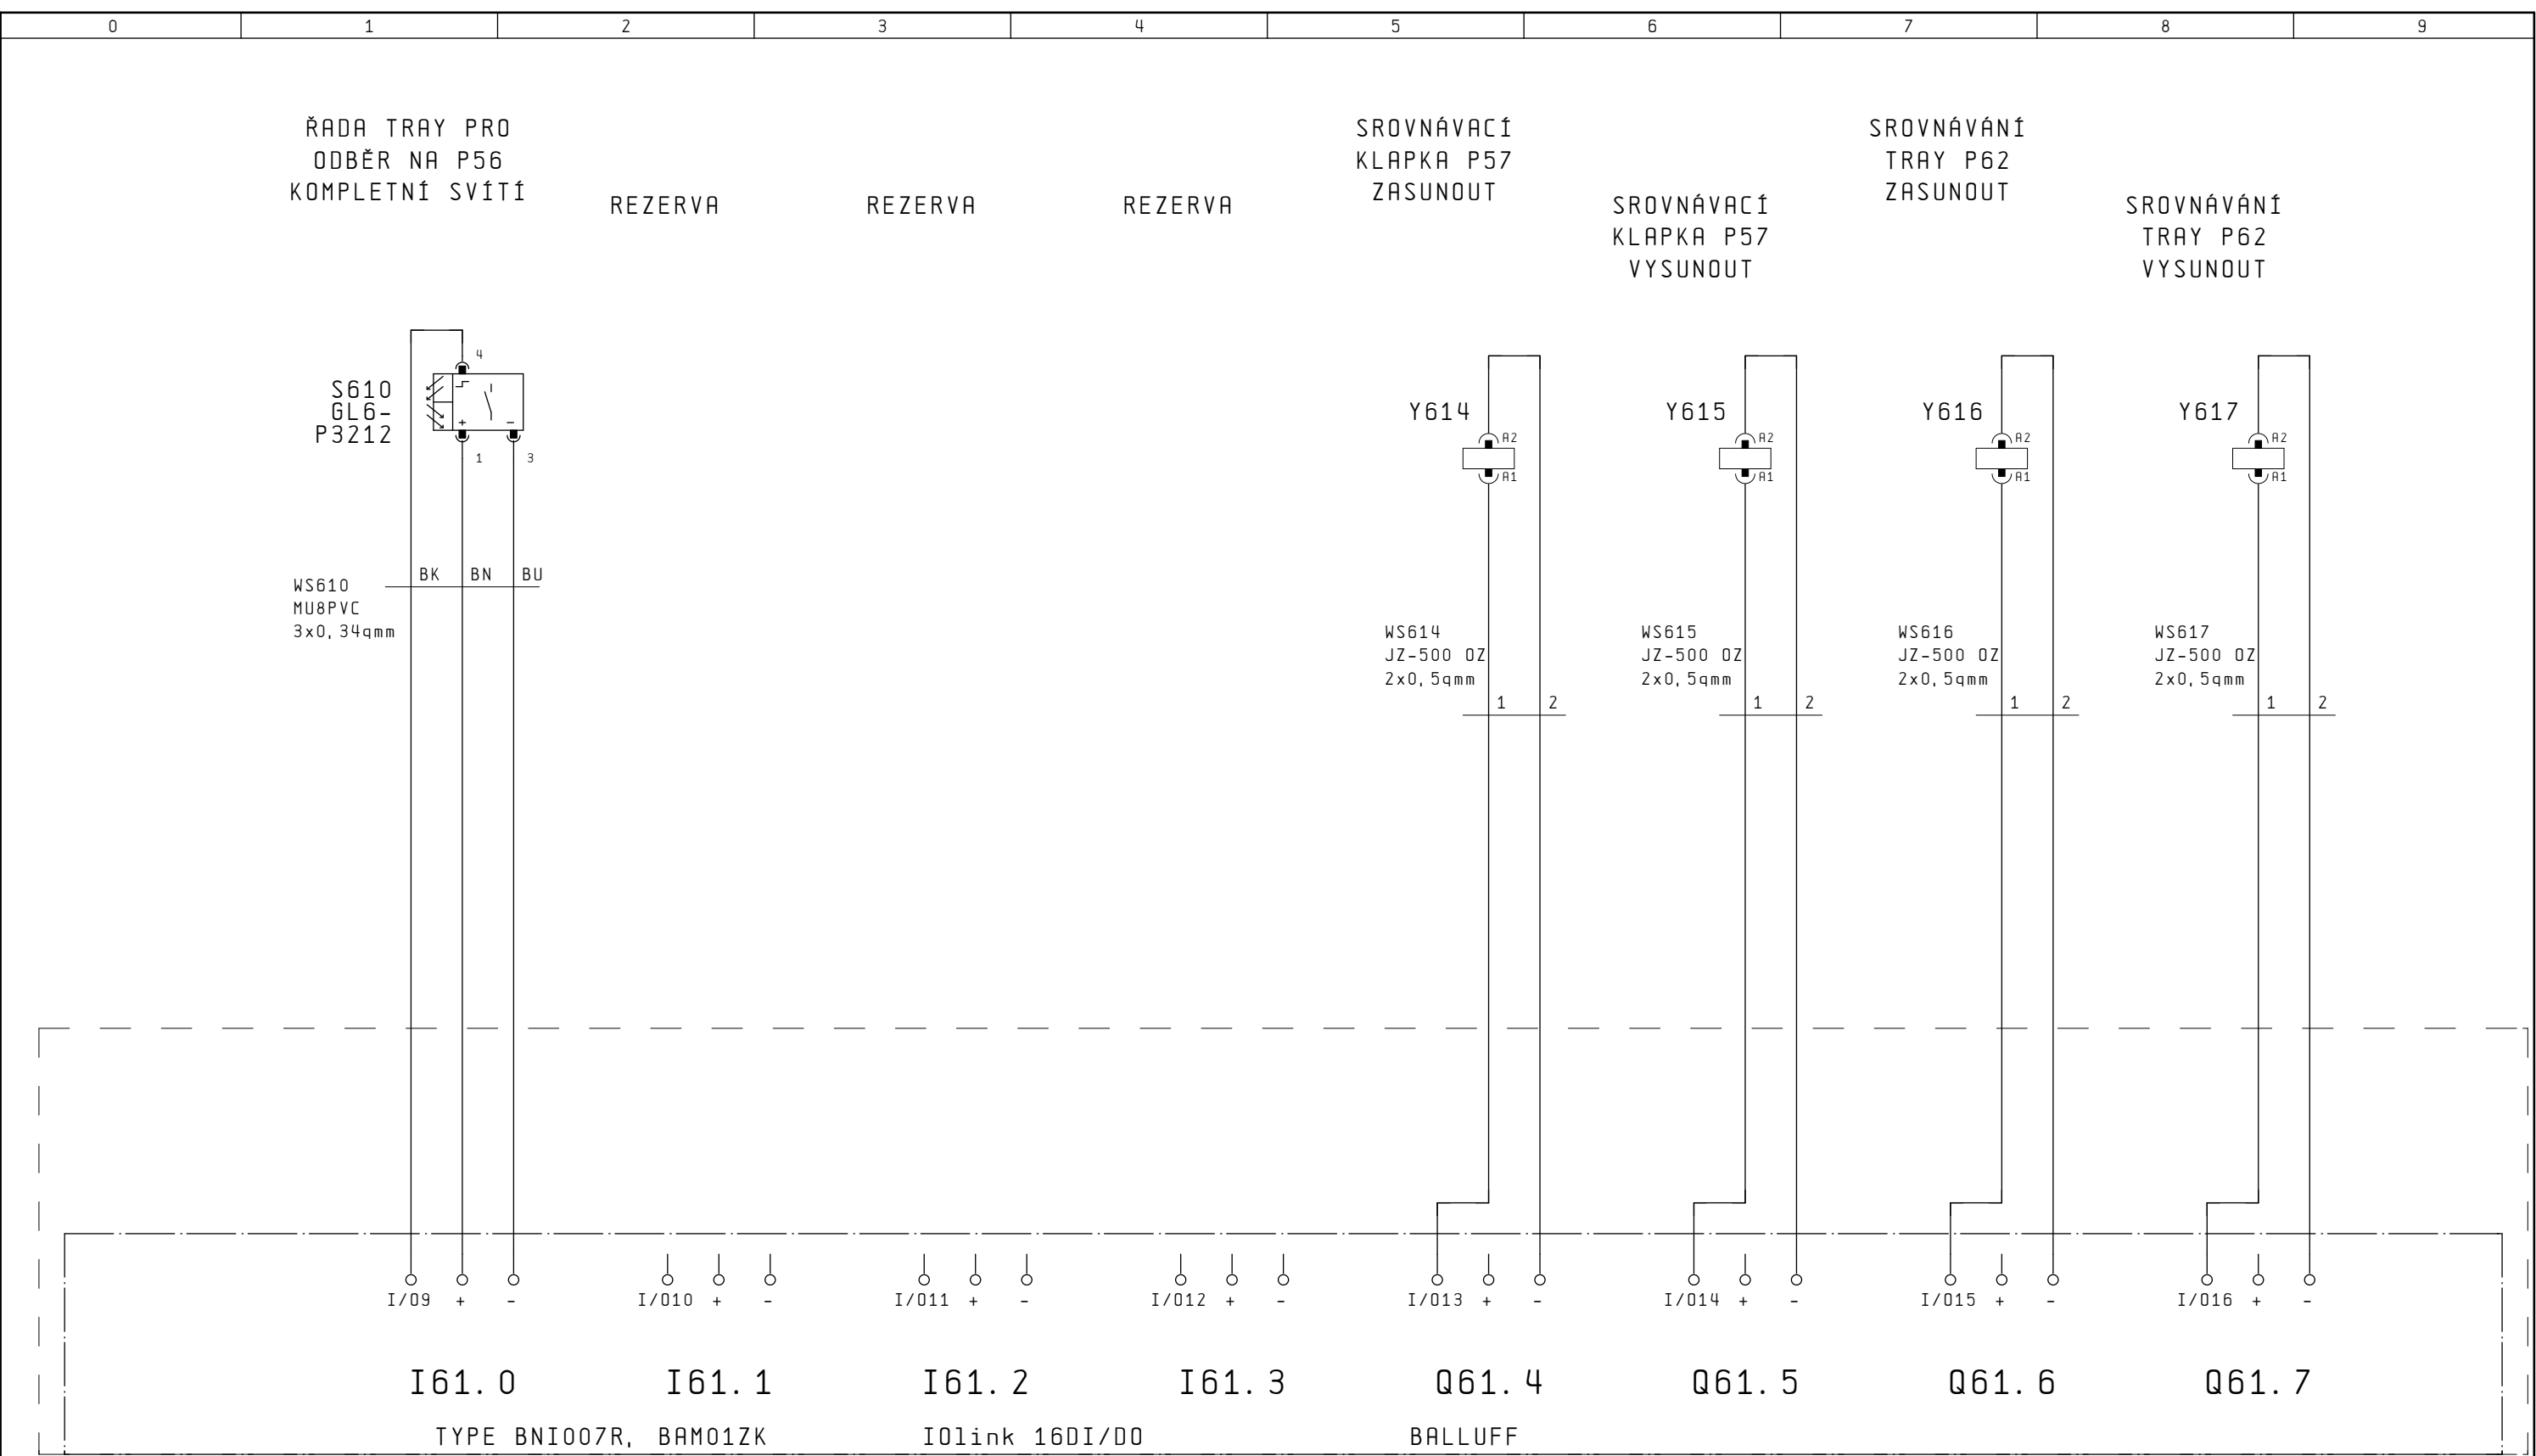 0 1 2 3 4 5 6 7 8 9
ŘADA TRAY PRO
ODBĚR NA P56
KOMPLETNÍ SVÍTÍ
REZERVA
REZERVA
REZERVA
SROVNÁVACÍ
KLAPKA P57
ZASUNOUT
SROVNÁVACÍ
KLAPKA P57
VYSUNOUT
SROVNÁVÁNÍ
TRAY P62
ZASUNOUT
SROVNÁVÁNÍ
TRAY P62
VYSUNOUT
4
S610
GL6-
P3212
+ -
1 3
Y614
A2
A1
Y615
A2
A1
Y616
A2
A1
Y617
A2
A1
BK BN BU
WS610
MU8PVC
3x0,34qmm
WS614
JZ-500 OZ
2x0,5qmm
1 2
WS615
JZ-500 OZ
2x0,5qmm
1 2
WS616
JZ-500 OZ
2x0,5qmm
1 2
WS617
JZ-500 OZ
2x0,5qmm
1 2
I/O9 + - I/O10 + - I/O11 + - I/O12 + - I/O13 + - I/O14 + - I/O15 + - I/O16 + -
I61.0 I61.1 I61.2 I61.3 Q61.4 Q61.5 Q61.6 Q61.7
TYPE BNI007R, BAM01ZK IOlink 16DI/DO BALLUFF